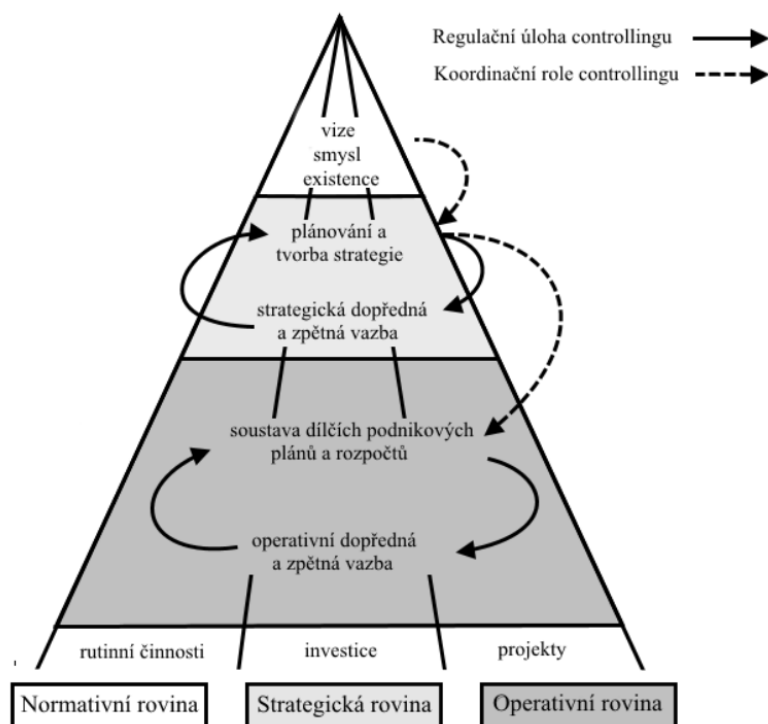 Regulační úloha controllingu
Koordinační role controllingu
vize
smysl
existence
plánování a
tvorba strategie
strategická dopředná
a zpětná vazba
soustava dílčích podnikových
plánů a rozpočtů
operativní dopředná
a zpětná vazba
rutinní činnosti
investice
projekty
Normativní rovina
Strategická rovina
Operativní rovina